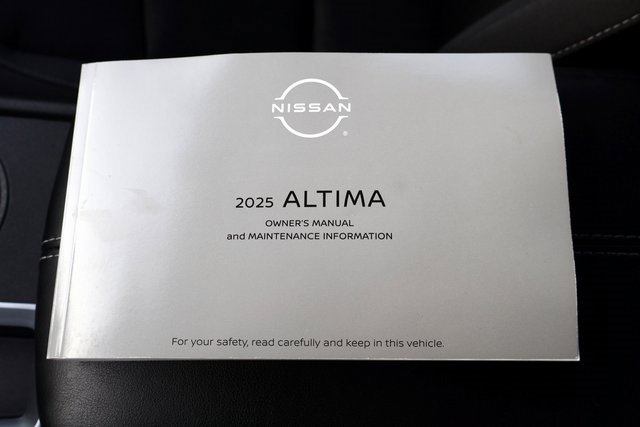 NISSAN
®
2025 ALTIMA
OWNER'S MANUAL
and MAINTENANCE INFORMATION
For your safety, read carefully and keep in this vehicle.